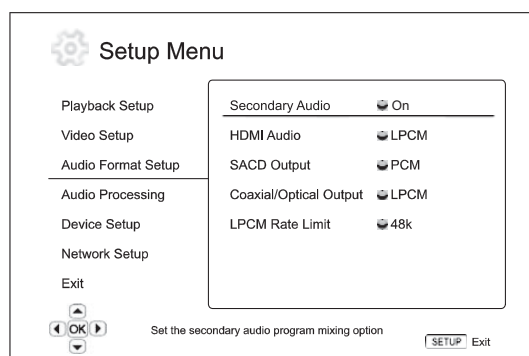 Setup Menu
Playback Setup
Video Setup
Audio Format Setup
Audio Processing
Device Setup
Network Setup
Exit
Secondary Audio On
HDMI Audio LPCM
SACD Output PCM
Coaxial/Optical Output LPCM
LPCM Rate Limit 48k
OK
Set the secondary audio program mixing option
SETUP Exit